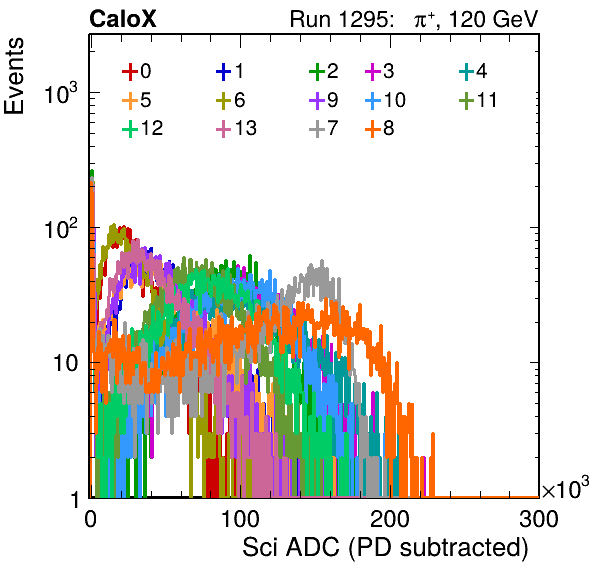 CaloX Run 1295: π⁺, 120 GeV
Events
0 1 2 3 4
5 6 9 10 11
12 13 7 8
10³
10²
10
1
0 100 200 300
×10³
Sci ADC (PD subtracted)